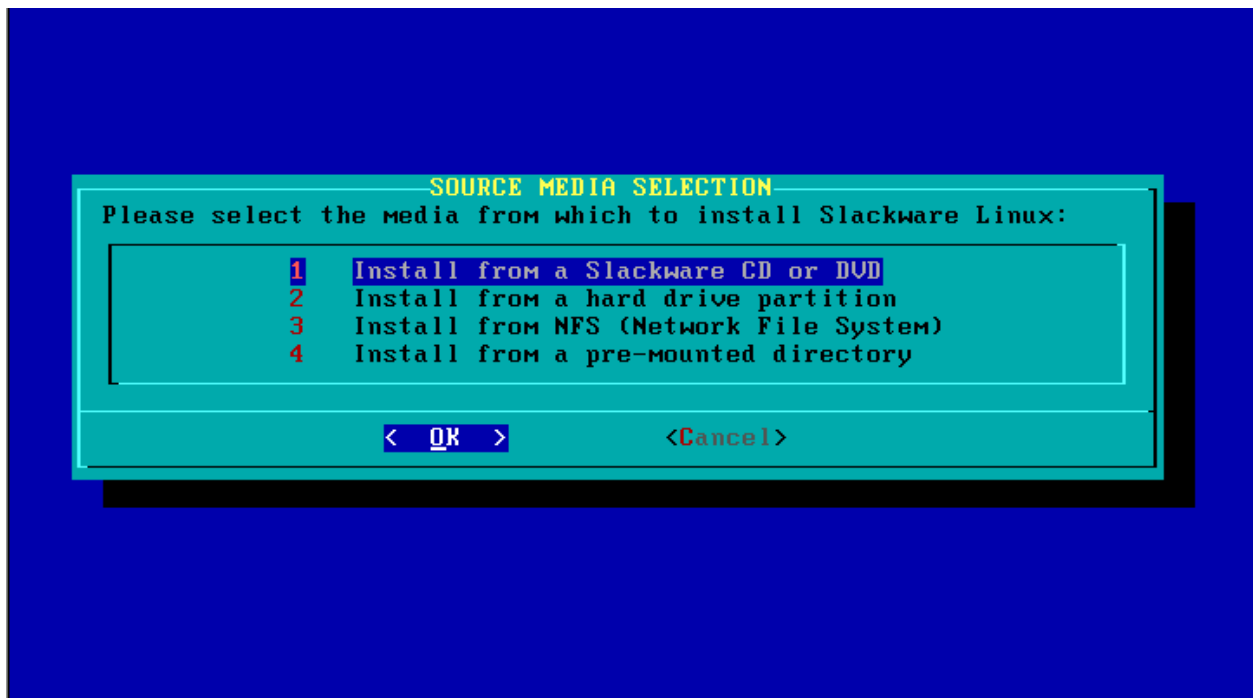 SOURCE MEDIA SELECTION
Please select the media from which to install Slackware Linux:
1 Install from a Slackware CD or DVD
2 Install from a hard drive partition
3 Install from NFS (Network File System)
4 Install from a pre-mounted directory
< OK > <Cancel>